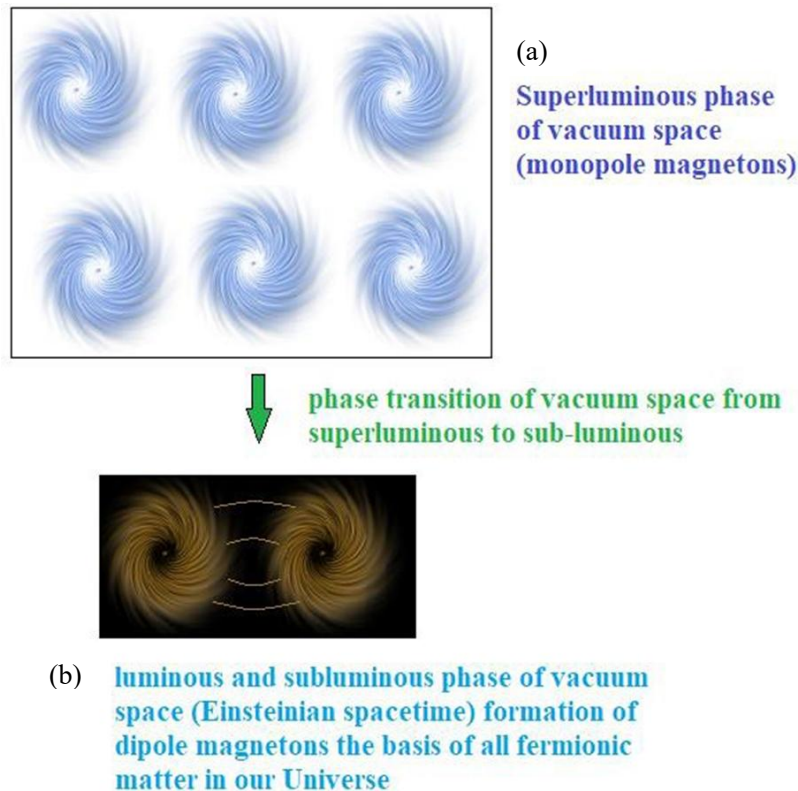 (a)
Superluminous phase
of vacuum space
(monopole magnetons)
phase transition of vacuum space from
superluminous to sub-luminous
(b)
luminous and subluminous phase of vacuum
space (Einsteinian spacetime) formation of
dipole magnetons the basis of all fermionic
matter in our Universe